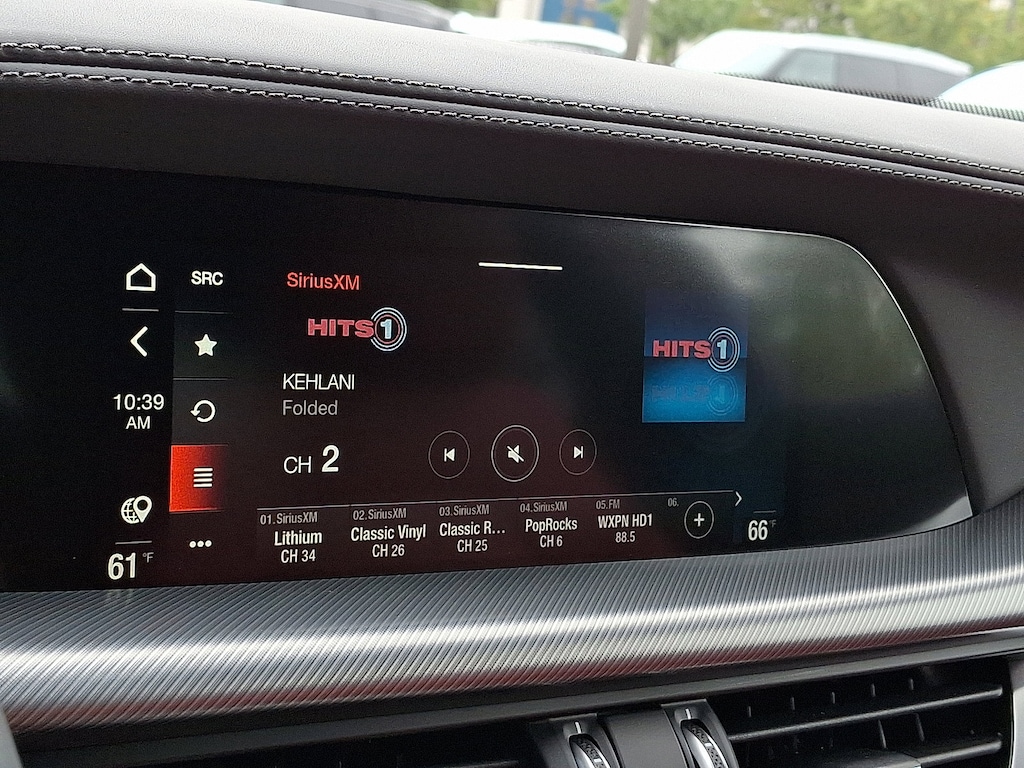 SRC
SiriusXM
HITS 1
HITS 1
KEHLANI
Folded
10:39
AM
CH 2
01. SiriusXM
Lithium
CH 34
02. SiriusXM
Classic Vinyl
CH 26
03. SiriusXM
Classic R...
CH 25
04. SiriusXM
PopRocks
CH 6
05. FM
WXPN HD1
88.5
06.
61 °F
66 °F